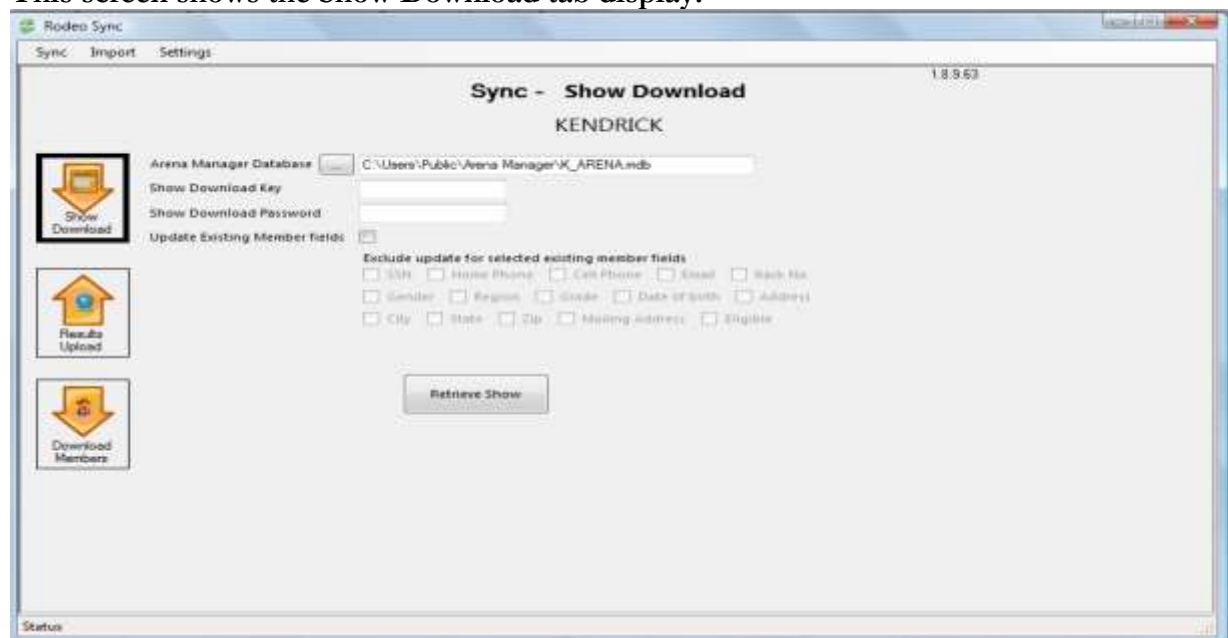 This screen shows the Show Download tab display.
Rodeo Sync
Sync Import Settings
1.8.9.63
Sync - Show Download
KENDRICK
Arena Manager Database ... C:\Users\Public\Arena Manager\K_ARENA.mdb
Show Download Key
Show Download Password
Update Existing Member fields
Exclude update for selected existing member fields
SSN Home Phone Cell Phone Email Back No
Gender Region Grade Date of birth Address
City State Zip Mailing Address Eligible
Show Download
Results Upload
Download Members
Retrieve Show
Status